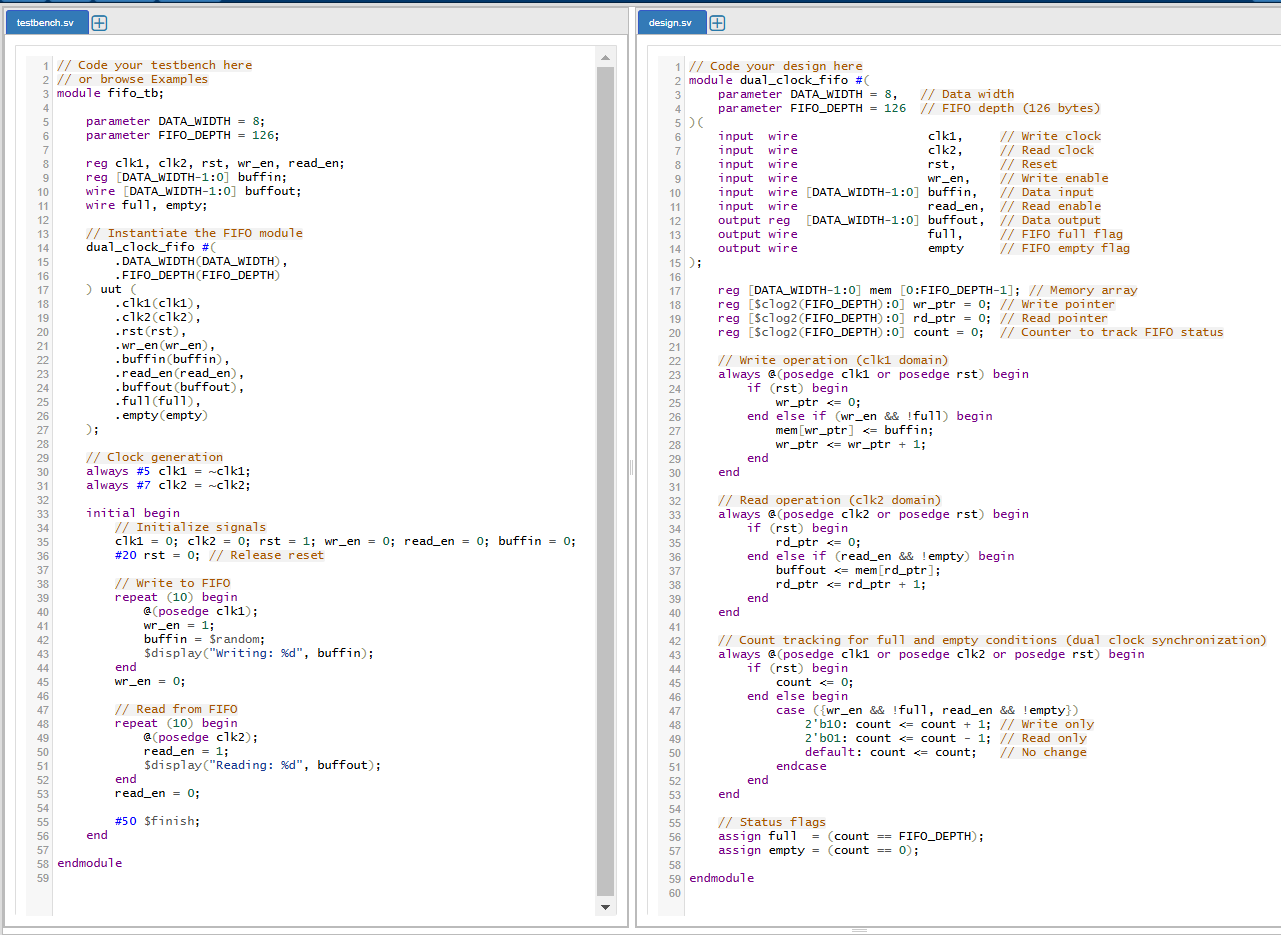 testbench.sv
1 // Code your testbench here
2 // or browse Examples
3 module fifo_tb;
4
5     parameter DATA_WIDTH = 8;
6     parameter FIFO_DEPTH = 126;
7
8     reg clk1, clk2, rst, wr_en, read_en;
9     reg [DATA_WIDTH-1:0] buffin;
10     wire [DATA_WIDTH-1:0] buffout;
11     wire full, empty;
12
13     // Instantiate the FIFO module
14     dual_clock_fifo #(
15         .DATA_WIDTH(DATA_WIDTH),
16         .FIFO_DEPTH(FIFO_DEPTH)
17     ) uut (
18         .clk1(clk1),
19         .clk2(clk2),
20         .rst(rst),
21         .wr_en(wr_en),
22         .buffin(buffin),
23         .read_en(read_en),
24         .buffout(buffout),
25         .full(full),
26         .empty(empty)
27     );
28
29     // Clock generation
30     always #5 clk1 = ~clk1;
31     always #7 clk2 = ~clk2;
32
33     initial begin
34         // Initialize signals
35         clk1 = 0; clk2 = 0; rst = 1; wr_en = 0; read_en = 0; buffin = 0;
36         #20 rst = 0; // Release reset
37
38         // Write to FIFO
39         repeat (10) begin
40             @(posedge clk1);
41             wr_en = 1;
42             buffin = $random;
43             $display("Writing: %d", buffin);
44         end
45         wr_en = 0;
46
47         // Read from FIFO
48         repeat (10) begin
49             @(posedge clk2);
50             read_en = 1;
51             $display("Reading: %d", buffout);
52         end
53         read_en = 0;
54
55         #50 $finish;
56     end
57
58 endmodule
59
design.sv
1 // Code your design here
2 module dual_clock_fifo #(
3     parameter DATA_WIDTH = 8,   // Data width
4     parameter FIFO_DEPTH = 126  // FIFO depth (126 bytes)
5 )(
6     input  wire                  clk1,     // Write clock
7     input  wire                  clk2,     // Read clock
8     input  wire                  rst,      // Reset
9     input  wire                  wr_en,    // Write enable
10     input  wire [DATA_WIDTH-1:0] buffin,   // Data input
11     input  wire                  read_en,  // Read enable
12     output reg  [DATA_WIDTH-1:0] buffout,  // Data output
13     output wire                  full,     // FIFO full flag
14     output wire                  empty     // FIFO empty flag
15 );
16
17     reg [DATA_WIDTH-1:0] mem [0:FIFO_DEPTH-1]; // Memory array
18     reg [$clog2(FIFO_DEPTH):0] wr_ptr = 0; // Write pointer
19     reg [$clog2(FIFO_DEPTH):0] rd_ptr = 0; // Read pointer
20     reg [$clog2(FIFO_DEPTH):0] count = 0;  // Counter to track FIFO status
21
22     // Write operation (clk1 domain)
23     always @(posedge clk1 or posedge rst) begin
24         if (rst) begin
25             wr_ptr <= 0;
26         end else if (wr_en && !full) begin
27             mem[wr_ptr] <= buffin;
28             wr_ptr <= wr_ptr + 1;
29         end
30     end
31
32     // Read operation (clk2 domain)
33     always @(posedge clk2 or posedge rst) begin
34         if (rst) begin
35             rd_ptr <= 0;
36         end else if (read_en && !empty) begin
37             buffout <= mem[rd_ptr];
38             rd_ptr <= rd_ptr + 1;
39         end
40     end
41
42     // Count tracking for full and empty conditions (dual clock synchronization)
43     always @(posedge clk1 or posedge clk2 or posedge rst) begin
44         if (rst) begin
45             count <= 0;
46         end else begin
47             case ({wr_en && !full, read_en && !empty})
48                 2'b10: count <= count + 1; // Write only
49                 2'b01: count <= count - 1; // Read only
50                 default: count <= count;   // No change
51             endcase
52         end
53     end
54
55     // Status flags
56     assign full  = (count == FIFO_DEPTH);
57     assign empty = (count == 0);
58
59 endmodule
60